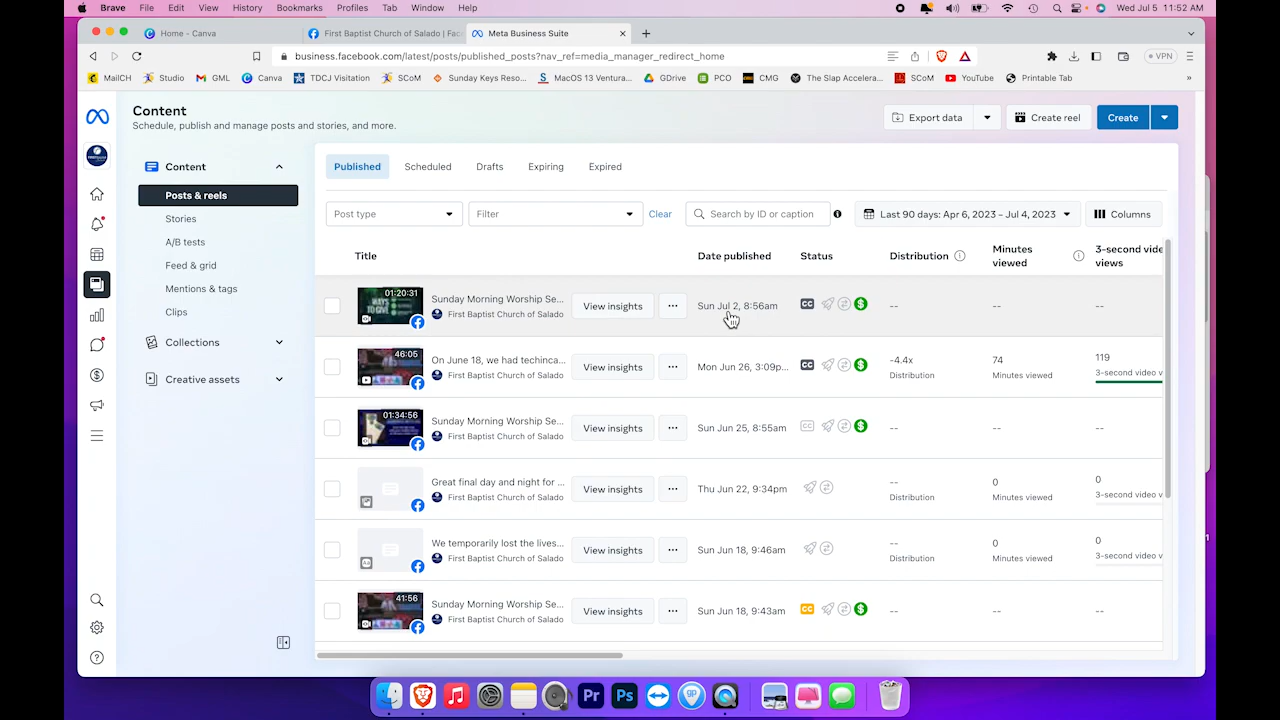 Brave File Edit View History Bookmarks Profiles Tab Window Help Wed Jul 5 11:52 AM
Home - Canva First Baptist Church of Salado | Fac Meta Business Suite
business.facebook.com/latest/posts/published_posts?nav_ref=media_manager_redirect_home VPN
MailCH Studio GML Canva TDCJ Visitation SCoM Sunday Keys Reso... MacOS 13 Ventura... GDrive PCO CMG The Slap Accelera... SCoM YouTube Printable Tab
Content
Schedule, publish and manage posts and stories, and more.
Export data Create reel Create
Content
Posts & reels
Stories
A/B tests
Feed & grid
Mentions & tags
Clips
Collections
Creative assets
Published Scheduled Drafts Expiring Expired
Post type Filter Clear Search by ID or caption Last 90 days: Apr 6, 2023 – Jul 4, 2023 Columns
Title Date published Status Distribution Minutes viewed 3-second vide views
01:20:31 Sunday Morning Worship Se... View insights Sun Jul 2, 8:56am CC -- -- --
First Baptist Church of Salado
46:05 On June 18, we had techinca... View insights Mon Jun 26, 3:09p... CC -4.4x 74 119
First Baptist Church of Salado Distribution Minutes viewed 3-second video v
01:34:56 Sunday Morning Worship Se... View insights Sun Jun 25, 8:55am CC -- -- --
First Baptist Church of Salado
Great final day and night for ... View insights Thu Jun 22, 9:34pm -- 0 0
First Baptist Church of Salado Distribution Minutes viewed 3-second video v
We temporarily lost the lives... View insights Sun Jun 18, 9:46am -- 0 0
First Baptist Church of Salado Distribution Minutes viewed 3-second video v
41:56 Sunday Morning Worship Se... View insights Sun Jun 18, 9:43am CC -- -- --
First Baptist Church of Salado
Pr Ps